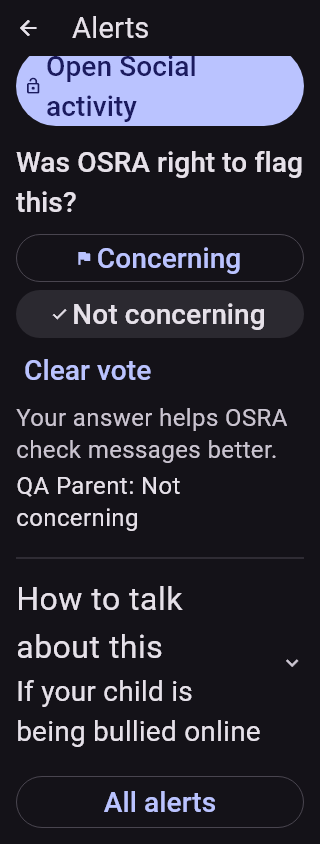 Alerts
Open Social
activity
Was OSRA right to flag
this?
Concerning
Not concerning
Clear vote
Your answer helps OSRA
check messages better.
QA Parent: Not
concerning
How to talk
about this
If your child is
being bullied online
All alerts